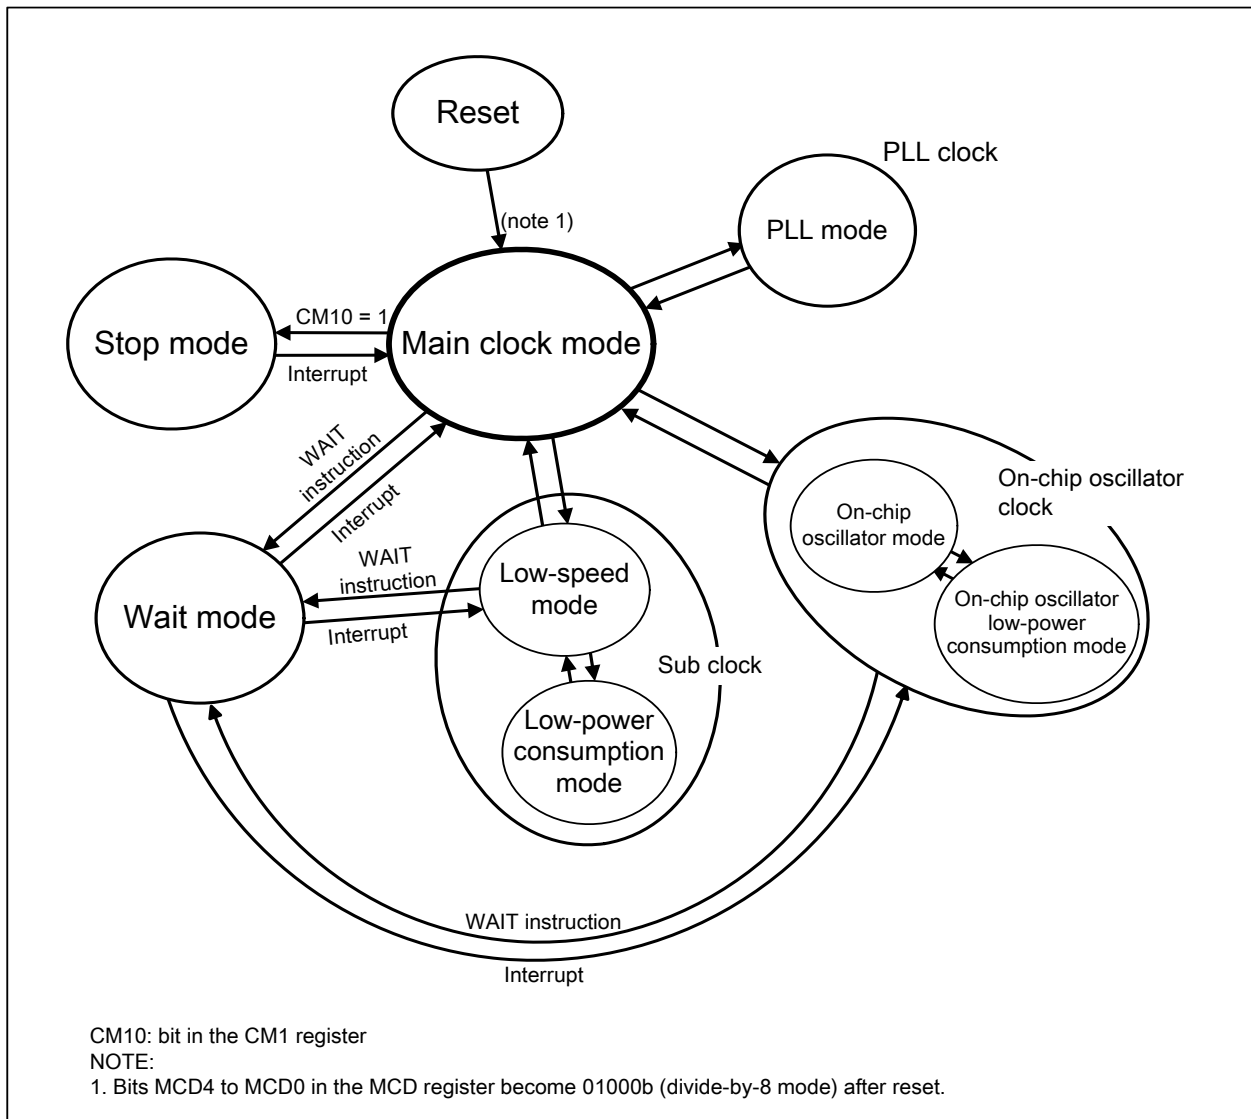 Reset
PLL clock
(note 1)
PLL mode
CM10 = 1
Stop mode
Main clock mode
Interrupt
WAIT
instruction
Interrupt
On-chip oscillator
clock
On-chip
oscillator mode
WAIT
instruction
Low-speed
mode
Wait mode
Interrupt
On-chip oscillator
low-power
consumption mode
Sub clock
Low-power
consumption
mode
WAIT instruction
Interrupt
CM10: bit in the CM1 register
NOTE:
1. Bits MCD4 to MCD0 in the MCD register become 01000b (divide-by-8 mode) after reset.